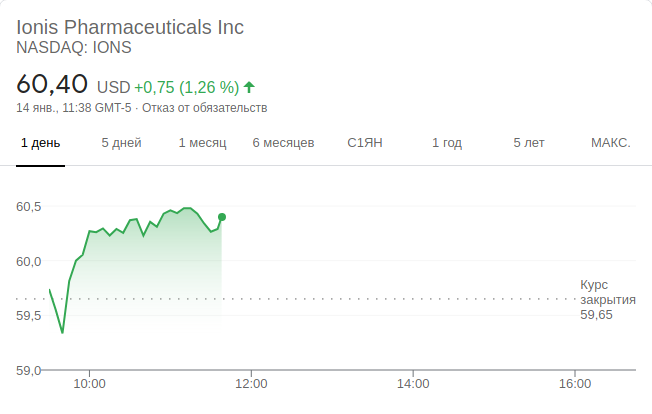 Ionis Pharmaceuticals Inc
NASDAQ: IONS
60,40 USD +0,75 (1,26 %)
14 янв., 11:38 GMT-5 · Отказ от обязательств
1 день 5 дней 1 месяц 6 месяцев С1ЯН 1 год 5 лет МАКС.
60,5
60,0
Курс
закрытия
59,65
59,5
59,0
10:00 12:00 14:00 16:00